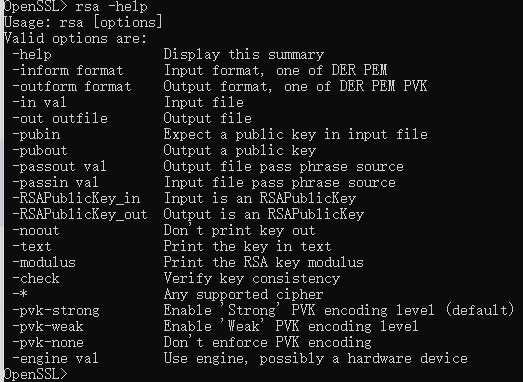 OpenSSL> rsa -help
Usage: rsa [options]
Valid options are:
 -help             Display this summary
 -inform format    Input format, one of DER PEM
 -outform format   Output format, one of DER PEM PVK
 -in val           Input file
 -out outfile      Output file
 -pubin            Expect a public key in input file
 -pubout           Output a public key
 -passout val      Output file pass phrase source
 -passin val       Input file pass phrase source
 -RSAPublicKey_in  Input is an RSAPublicKey
 -RSAPublicKey_out Output is an RSAPublicKey
 -noout            Don't print key out
 -text             Print the key in text
 -modulus          Print the RSA key modulus
 -check            Verify key consistency
 -*                Any supported cipher
 -pvk-strong       Enable 'Strong' PVK encoding level (default)
 -pvk-weak         Enable 'Weak' PVK encoding level
 -pvk-none         Don't enforce PVK encoding
 -engine val       Use engine, possibly a hardware device
OpenSSL>